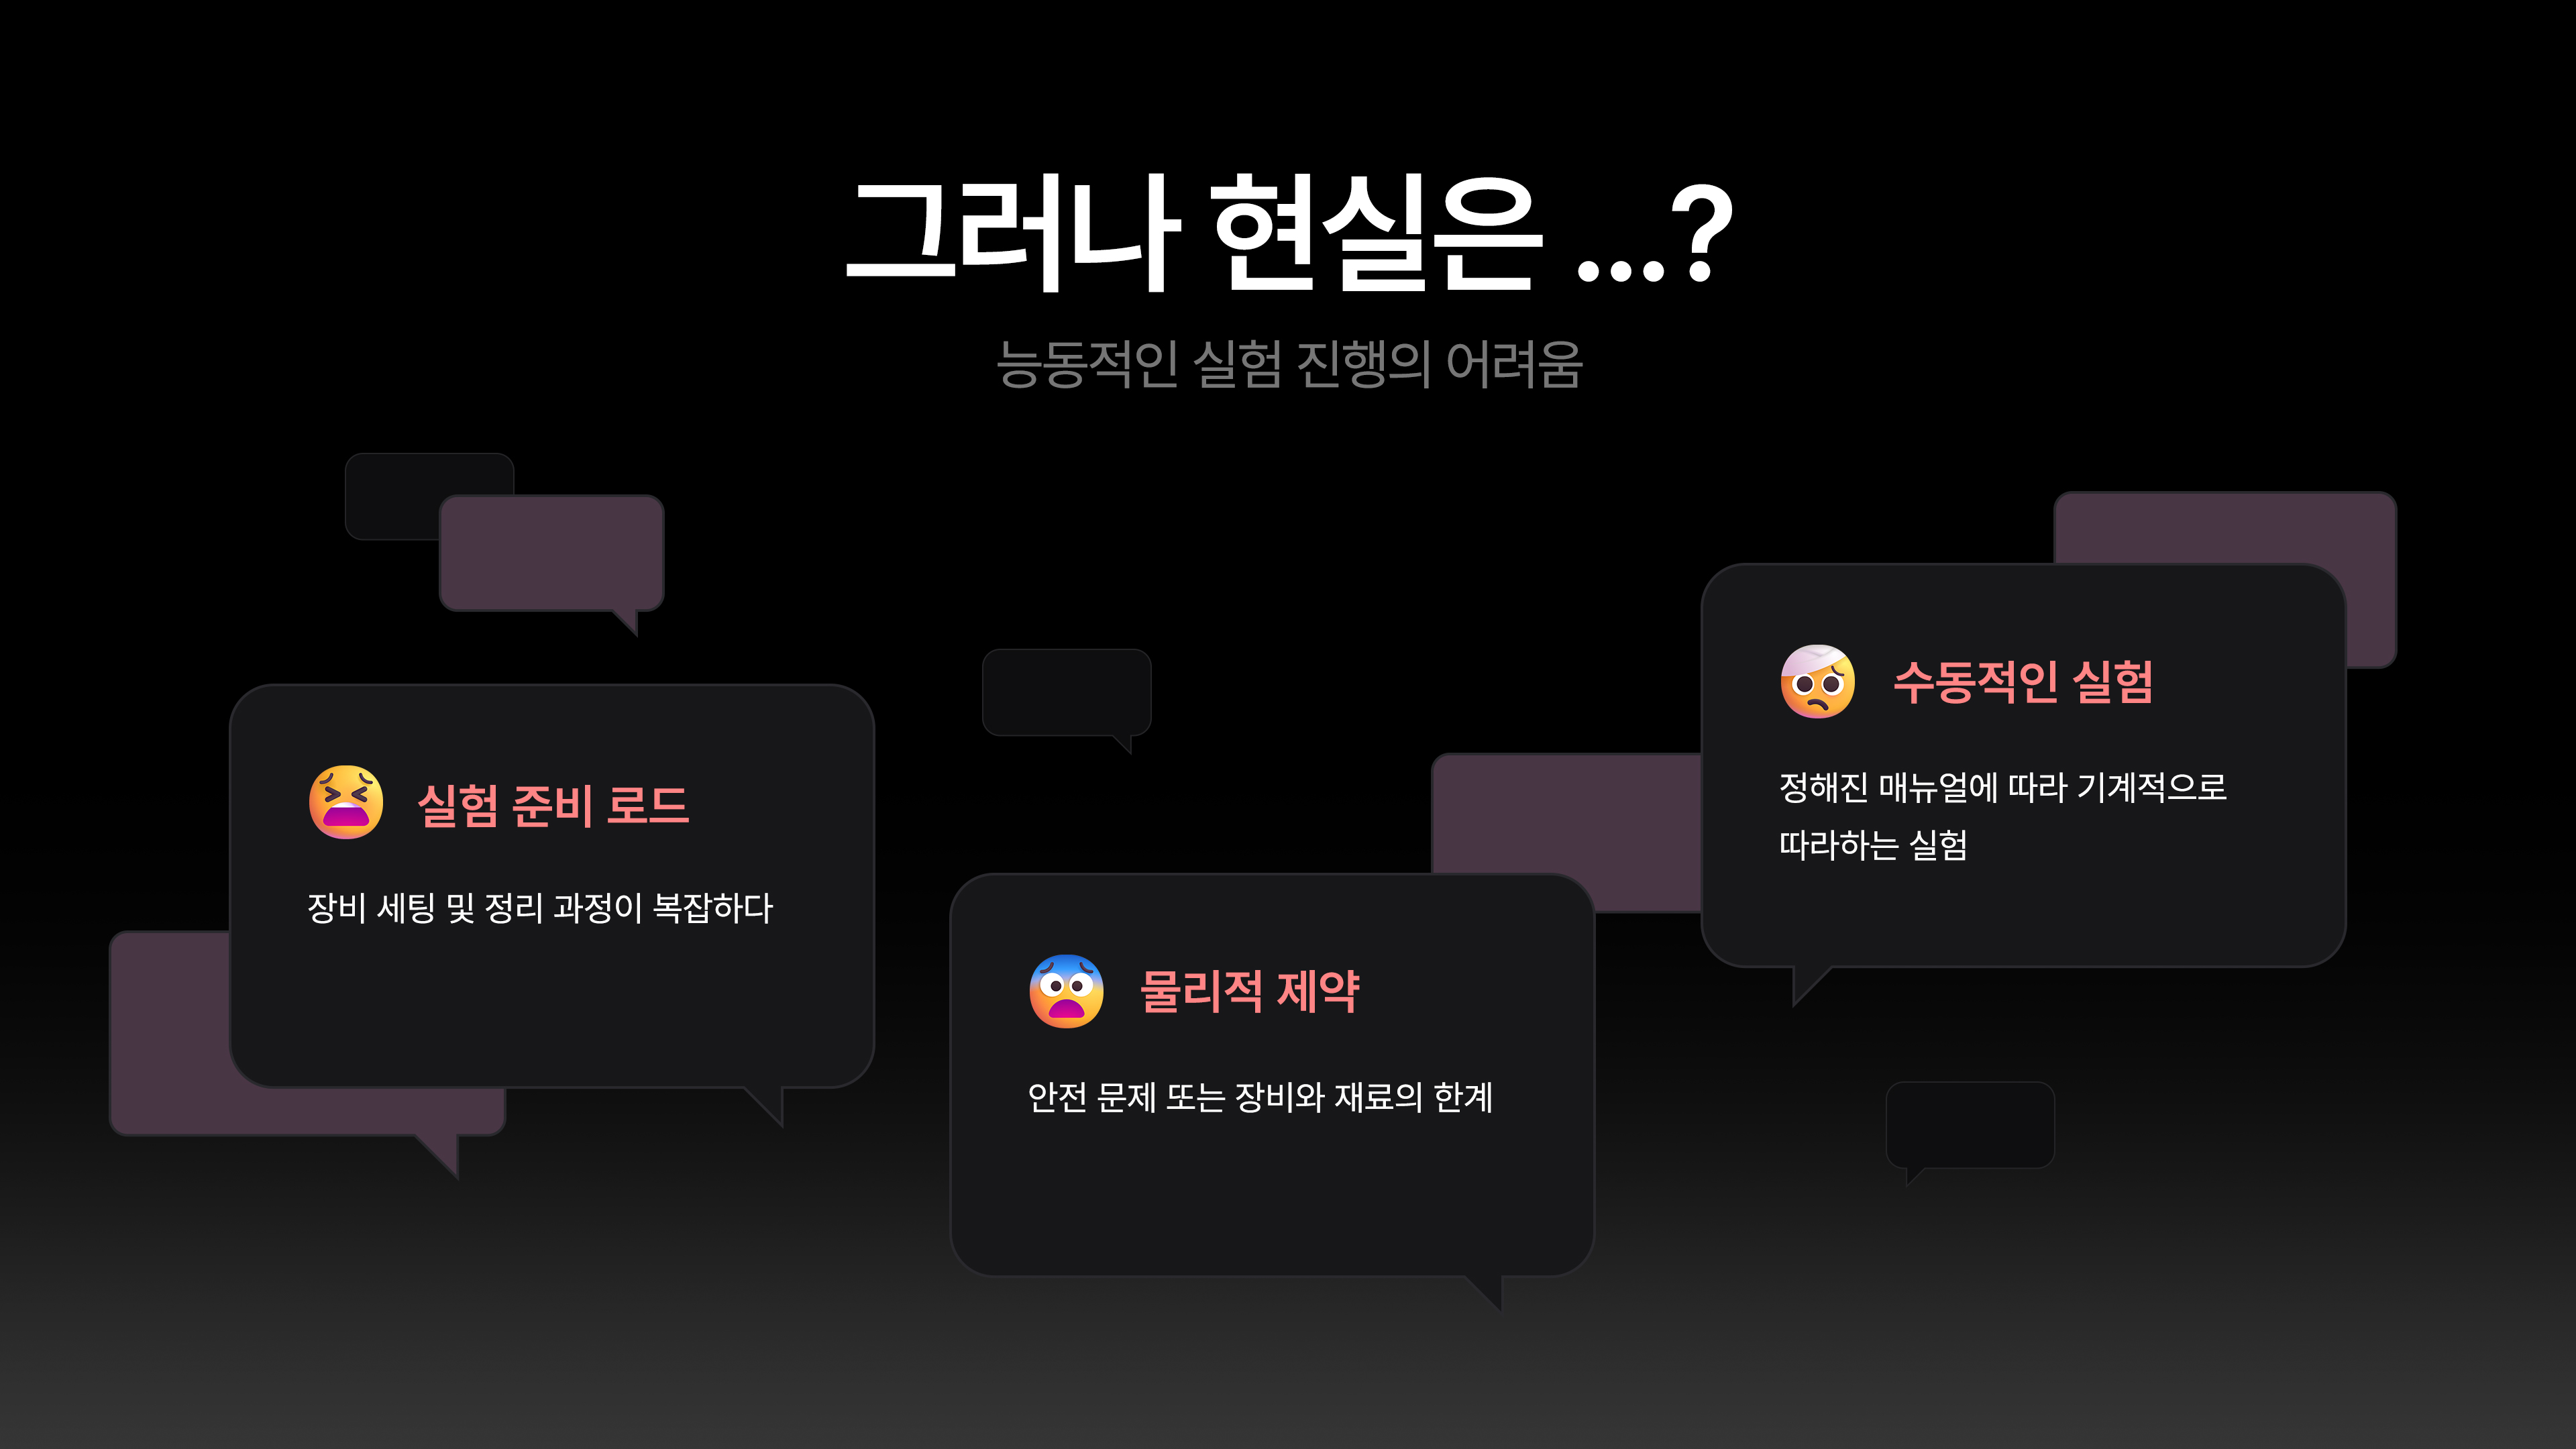 그러나 현실은 ...?
능동적인 실험 진행의 어려움
실험 준비 로드
장비 세팅 및 정리 과정이 복잡하다
물리적 제약
안전 문제 또는 장비와 재료의 한계
수동적인 실험
정해진 매뉴얼에 따라 기계적으로
따라하는 실험